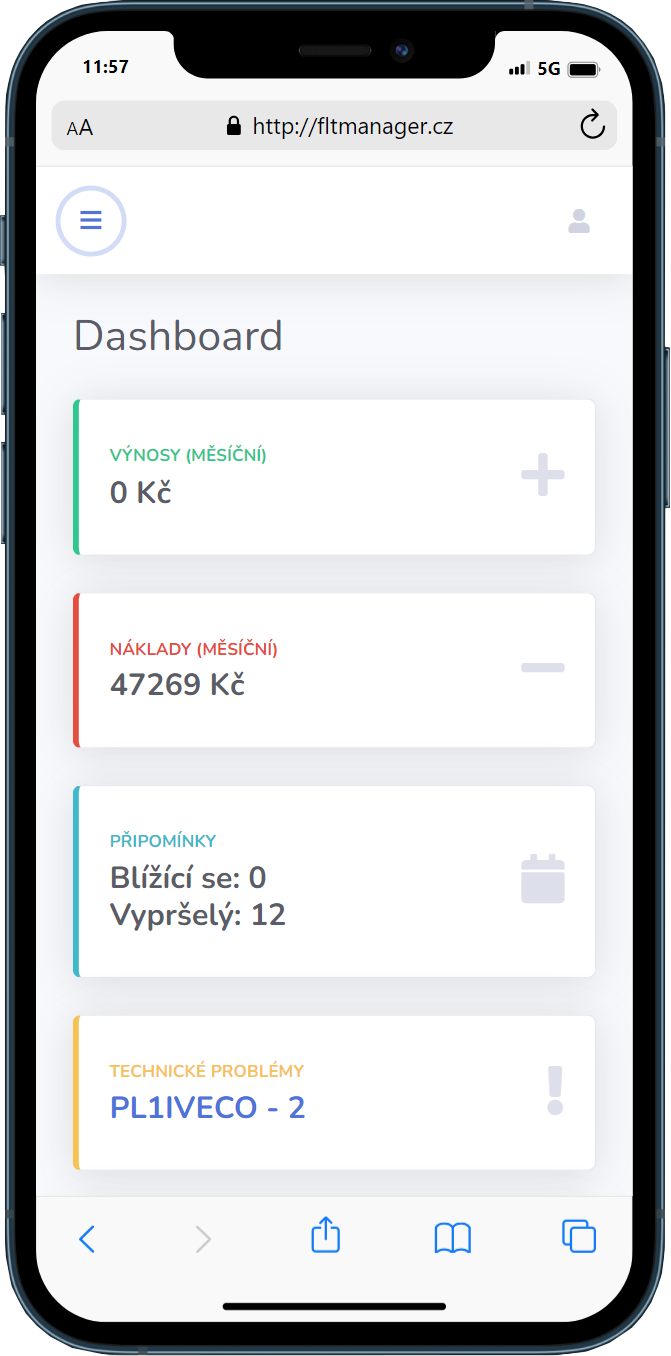 11:57
5G
AA
http://fltmanager.cz
Dashboard
VÝNOSY (MĚSÍČNÍ)
0 Kč
NÁKLADY (MĚSÍČNÍ)
47269 Kč
PŘIPOMÍNKY
Blížící se: 0
Vypršelý: 12
TECHNICKÉ PROBLÉMY
PL1IVECO - 2